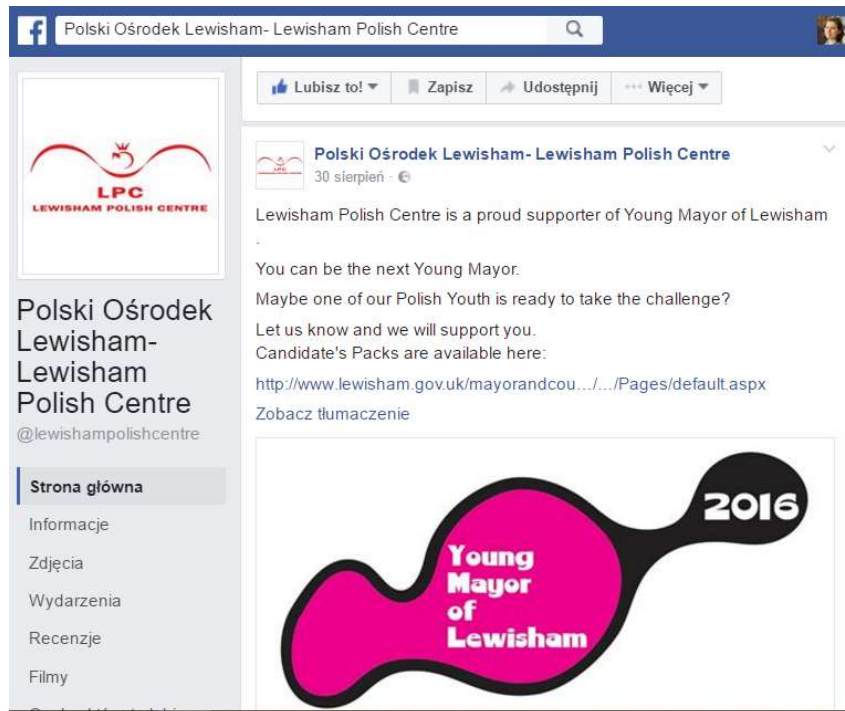 Polski Ośrodek Lewisham- Lewisham Polish Centre
LPC
LEWISHAM POLISH CENTRE
Polski Ośrodek
Lewisham-
Lewisham
Polish Centre
@lewishampolishcentre
Strona główna
Informacje
Zdjęcia
Wydarzenia
Recenzje
Filmy
Lubisz to! Zapisz Udostępnij Więcej
Polski Ośrodek Lewisham- Lewisham Polish Centre
30 sierpień ·
Lewisham Polish Centre is a proud supporter of Young Mayor of Lewisham
.
You can be the next Young Mayor.
Maybe one of our Polish Youth is ready to take the challenge?
Let us know and we will support you.
Candidate's Packs are available here:
http://www.lewisham.gov.uk/mayorandcou…/…/Pages/default.aspx
Zobacz tłumaczenie
2016
Young
Mayor
of
Lewisham